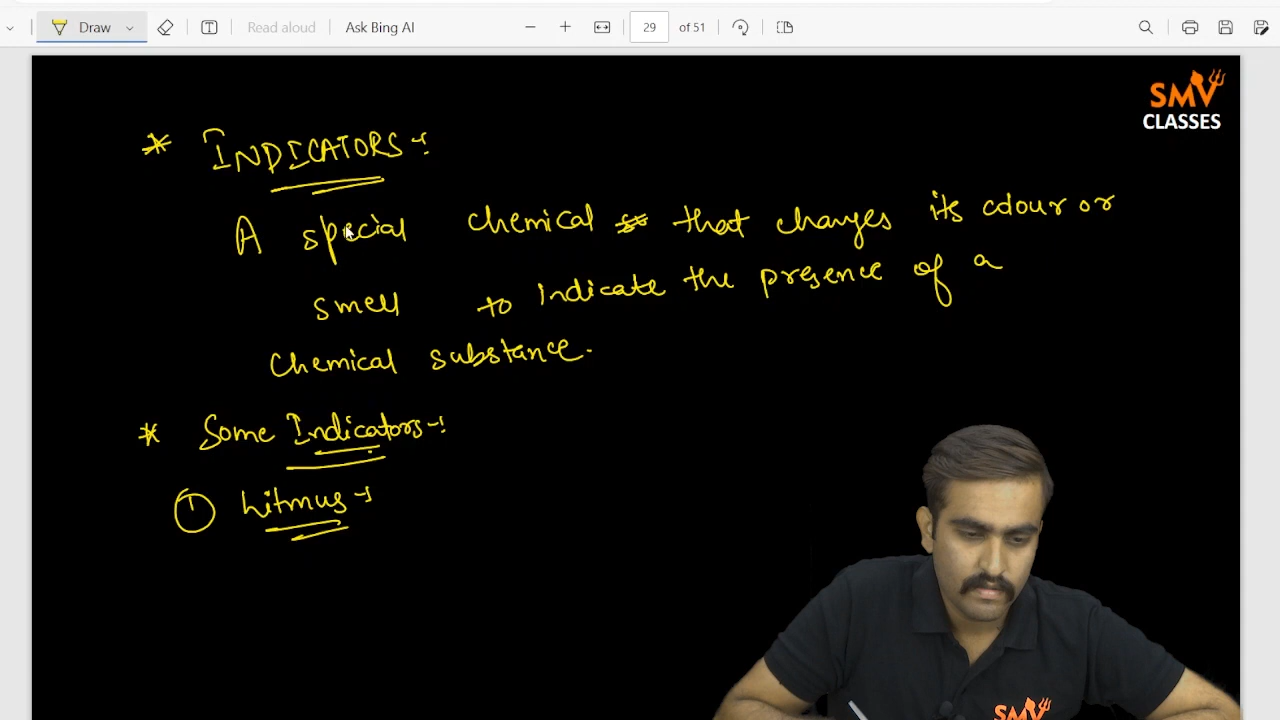 Draw
Read aloud
Ask Bing AI
29 of 51
SMV
CLASSES
* INDICATORS:-
A special chemical that changes its colour or
smell to indicate the presence of a
chemical substance.
* Some Indicators:-
① Litmus:-
SMV